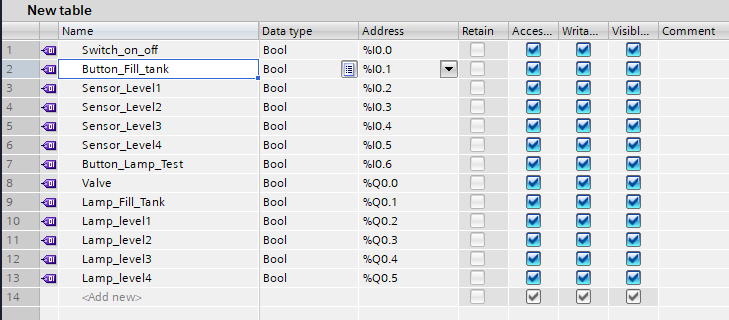 New table
Name Data type Address Retain Acces... Writa... Visibl... Comment
1 Switch_on_off Bool %I0.0
2 Button_Fill_tank Bool %I0.1
3 Sensor_Level1 Bool %I0.2
4 Sensor_Level2 Bool %I0.3
5 Sensor_Level3 Bool %I0.4
6 Sensor_Level4 Bool %I0.5
7 Button_Lamp_Test Bool %I0.6
8 Valve Bool %Q0.0
9 Lamp_Fill_Tank Bool %Q0.1
10 Lamp_level1 Bool %Q0.2
11 Lamp_level2 Bool %Q0.3
12 Lamp_level3 Bool %Q0.4
13 Lamp_level4 Bool %Q0.5
14 <Add new>